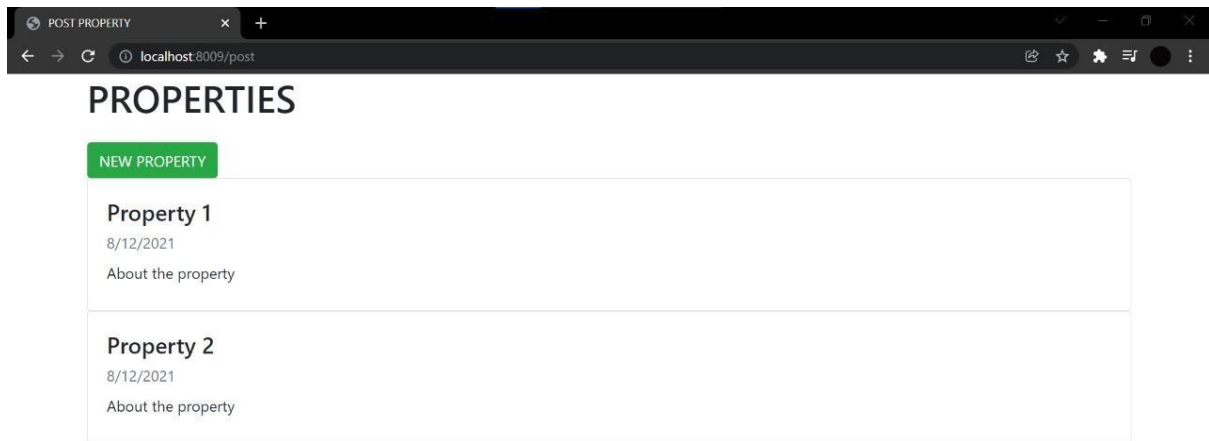 POST PROPERTY
localhost:8009/post
PROPERTIES
NEW PROPERTY
Property 1
8/12/2021
About the property
Property 2
8/12/2021
About the property